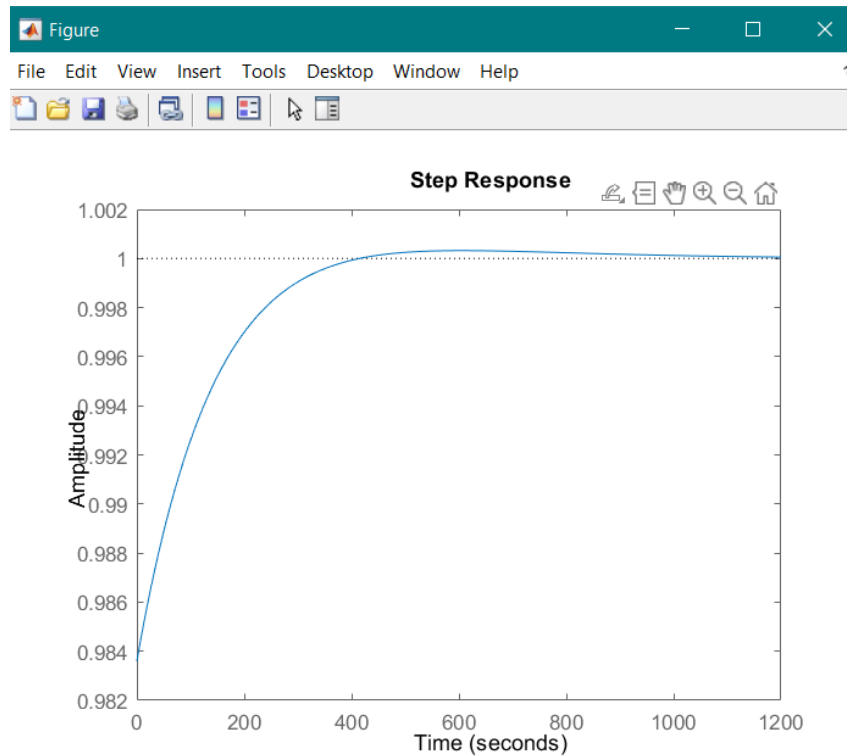 Figure
File Edit View Insert Tools Desktop Window Help
Step Response
1.002
1
0.998
0.996
0.994
0.992
0.99
0.988
0.986
0.984
0.982
Amplitude
0 200 400 600 800 1000 1200
Time (seconds)